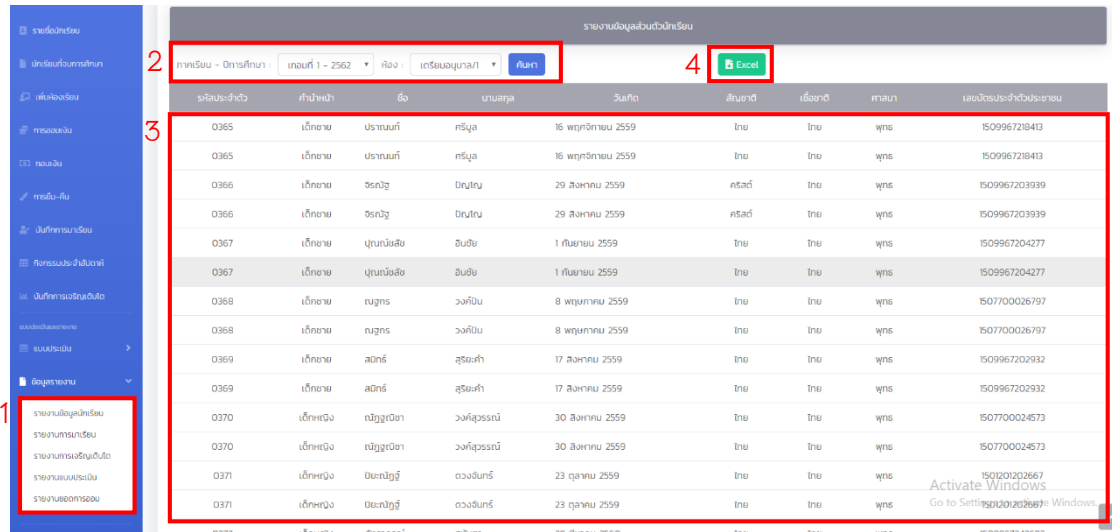 รายงานข้อมูลส่วนตัวนักเรียน
รายชื่อนักเรียน
นักเรียนที่จบการศึกษา
เพิ่มห้องเรียน
การออมเงิน
ถอนเงิน
การยืม-คืน
บันทึกการมาเรียน
กิจกรรมประจำสัปดาห์
บันทึกการเจริญเติบโต
แบบประเมินและรายงาน
แบบประเมิน
ข้อมูลรายงาน
1
รายงานข้อมูลนักเรียน
รายงานการมาเรียน
รายงานการเจริญเติบโต
รายงานแบบประเมิน
รายงานยอดการออม
2 ภาคเรียน - ปีการศึกษา : เทอมที่ 1 - 2562 ห้อง : เตรียมอนุบาล/1 ค้นหา
4 Excel
รหัสประจำตัว คำนำหน้า ชื่อ นามสกุล วันเกิด สัญชาติ เชื้อชาติ ศาสนา เลขบัตรประจำตัวประชาชน
3
0365 เด็กชาย ปราณนท์ ศรีมูล 16 พฤศจิกายน 2559 ไทย ไทย พุทธ 1509967218413
0365 เด็กชาย ปราณนท์ ศรีมูล 16 พฤศจิกายน 2559 ไทย ไทย พุทธ 1509967218413
0366 เด็กชาย จิรณัฐ ปัญโญ 29 สิงหาคม 2559 คริสต์ ไทย พุทธ 1509967203939
0366 เด็กชาย จิรณัฐ ปัญโญ 29 สิงหาคม 2559 คริสต์ ไทย พุทธ 1509967203939
0367 เด็กชาย ปุณณ์ชลัช อินชัย 1 กันยายน 2559 ไทย ไทย พุทธ 1509967204277
0367 เด็กชาย ปุณณ์ชลัช อินชัย 1 กันยายน 2559 ไทย ไทย พุทธ 1509967204277
0368 เด็กชาย ณฐกร วงค์ปัน 8 พฤษภาคม 2559 ไทย ไทย พุทธ 1507700026797
0368 เด็กชาย ณฐกร วงค์ปัน 8 พฤษภาคม 2559 ไทย ไทย พุทธ 1507700026797
0369 เด็กชาย สมิทธ์ สุริยะคำ 17 สิงหาคม 2559 ไทย ไทย พุทธ 1509967202932
0369 เด็กชาย สมิทธ์ สุริยะคำ 17 สิงหาคม 2559 ไทย ไทย พุทธ 1509967202932
0370 เด็กหญิง ณัฏฐณิชา วงค์สุวรรณ์ 30 สิงหาคม 2559 ไทย ไทย พุทธ 1507700024573
0370 เด็กหญิง ณัฏฐณิชา วงค์สุวรรณ์ 30 สิงหาคม 2559 ไทย ไทย พุทธ 1507700024573
0371 เด็กหญิง ปิยะณัฏฐ์ ดวงจันทร์ 23 ตุลาคม 2559 ไทย ไทย พุทธ 1501201202667
0371 เด็กหญิง ปิยะณัฏฐ์ ดวงจันทร์ 23 ตุลาคม 2559 ไทย ไทย พุทธ 1501201202667
Activate Windows
Go to Settings to activate Windows.